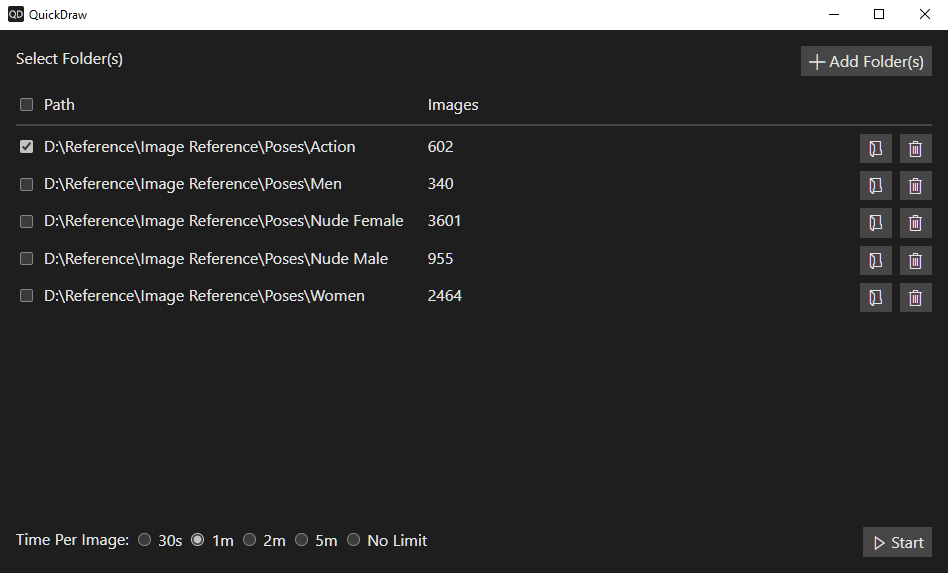 QD QuickDraw
Select Folder(s)
Add Folder(s)
Path Images
D:\Reference\Image Reference\Poses\Action 602
D:\Reference\Image Reference\Poses\Men 340
D:\Reference\Image Reference\Poses\Nude Female 3601
D:\Reference\Image Reference\Poses\Nude Male 955
D:\Reference\Image Reference\Poses\Women 2464
Time Per Image: 30s 1m 2m 5m No Limit
Start